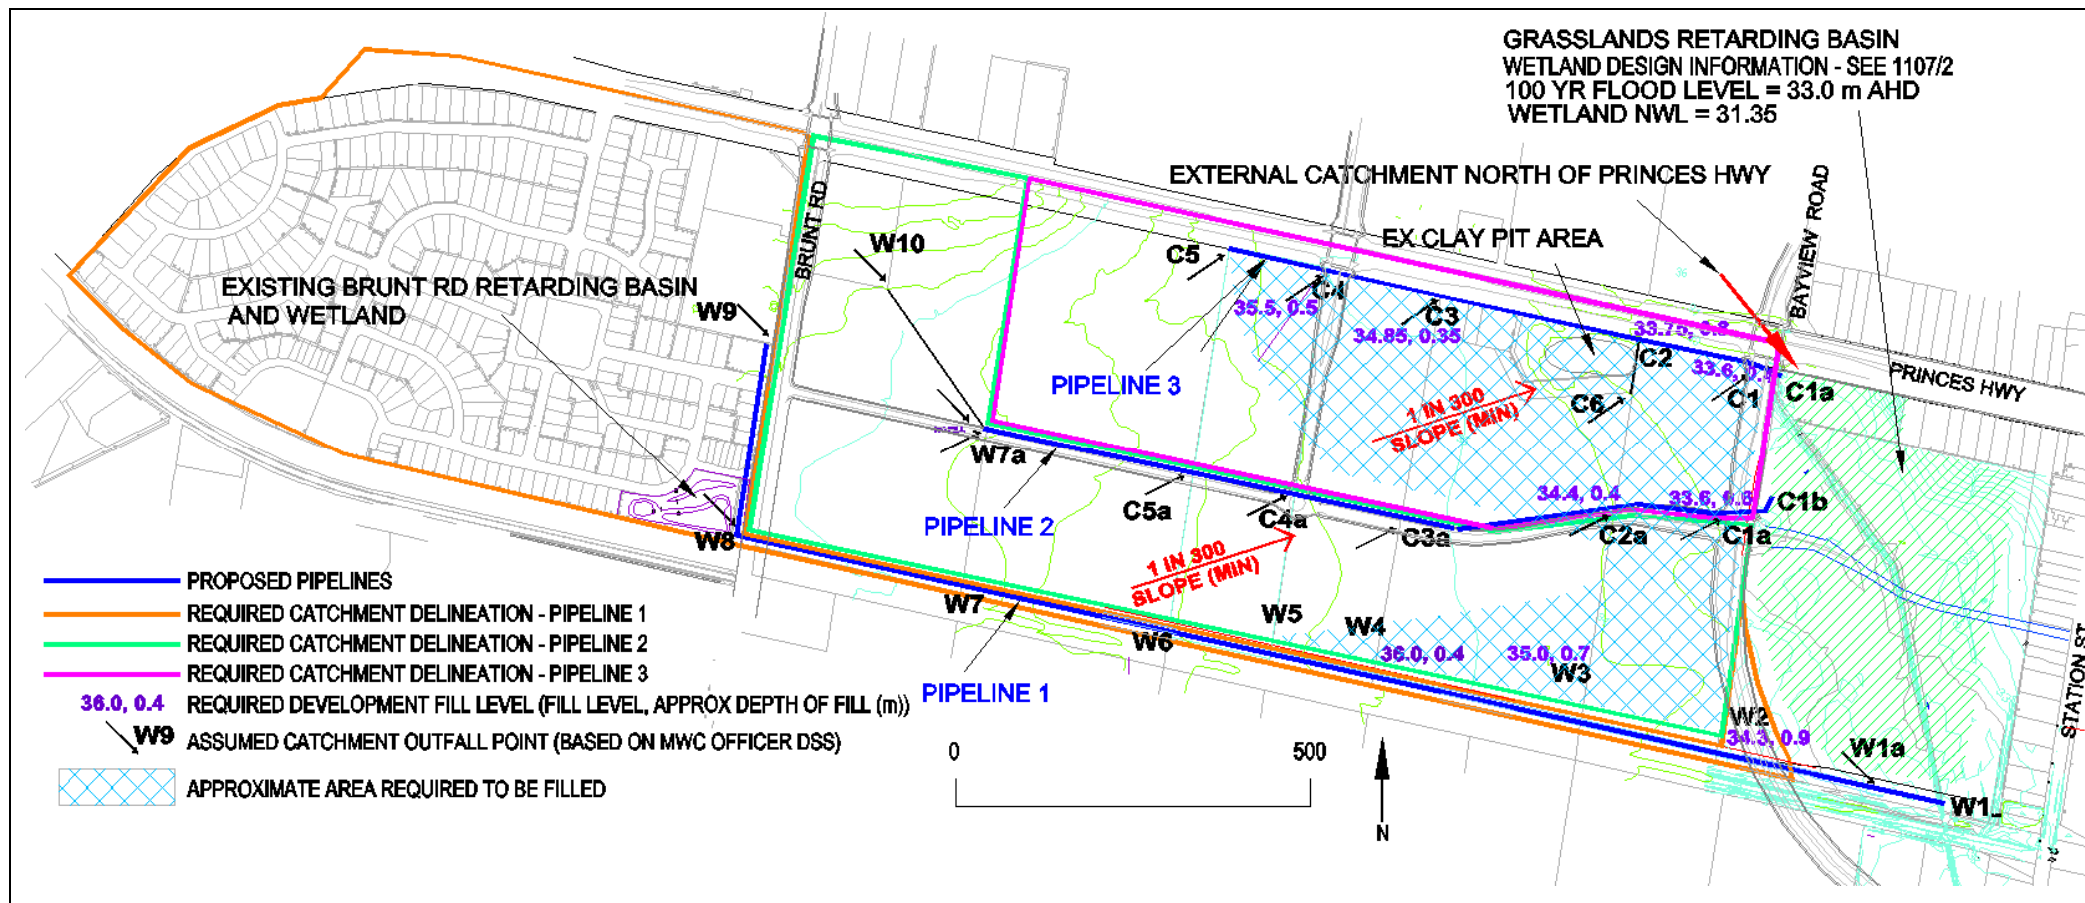 GRASSLANDS RETARDING BASIN
WETLAND DESIGN INFORMATION - SEE 1107/2
100 YR FLOOD LEVEL = 33.0 m AHD
WETLAND NWL = 31.35
EXTERNAL CATCHMENT NORTH OF PRINCES HWY
BAYVIEW ROAD
EX CLAY PIT AREA
BRUNT RD
W10
C5
C4
C3
35.5, 0.5
34.85, 0.35
33.75, 0.8
C2
33.6,
C1
C1a
PRINCES HWY
EXISTING BRUNT RD RETARDING BASIN
AND WETLAND
W9
PIPELINE 3
1 IN 300
SLOPE (MIN)
C6
W7a
C5a
C4a
C3a
34.4, 0.4
33.6, 0.8
C1b
C2a
C1a
PIPELINE 2
W8
1 IN 300
SLOPE (MIN)
W7
W6
W5
W4
36.0, 0.4
35.0, 0.7
W3
W2
34.3, 0.9
W1a
W1
STATION ST
PIPELINE 1
PROPOSED PIPELINES
REQUIRED CATCHMENT DELINEATION - PIPELINE 1
REQUIRED CATCHMENT DELINEATION - PIPELINE 2
REQUIRED CATCHMENT DELINEATION - PIPELINE 3
36.0, 0.4 REQUIRED DEVELOPMENT FILL LEVEL (FILL LEVEL, APPROX DEPTH OF FILL (m))
W9 ASSUMED CATCHMENT OUTFALL POINT (BASED ON MWC OFFICER DSS)
APPROXIMATE AREA REQUIRED TO BE FILLED
0 500
N